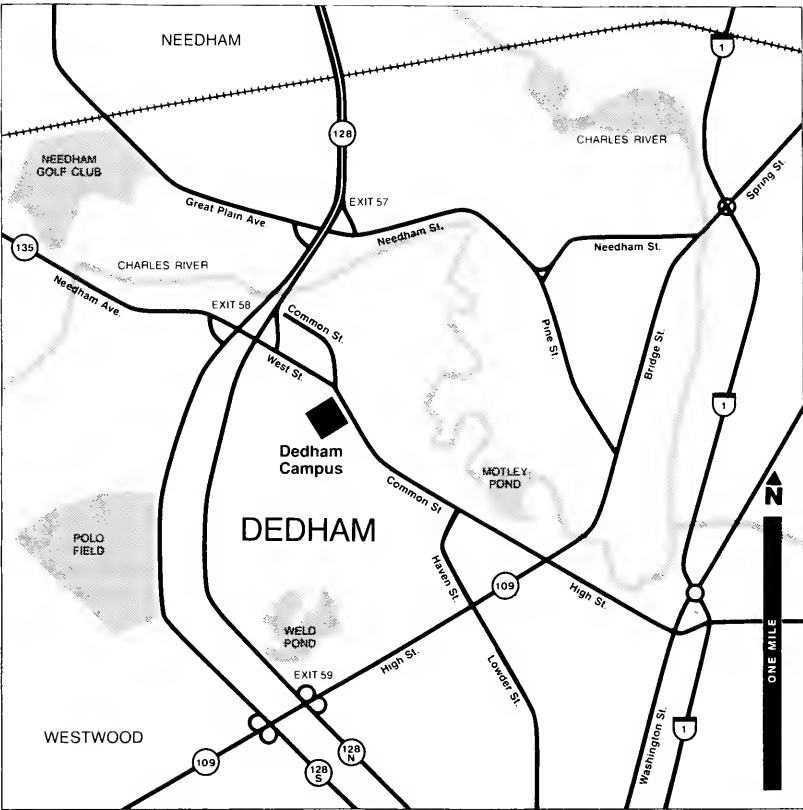 NEEDHAM
1
128
CHARLES RIVER
NEEDHAM
GOLF CLUB
Spring St.
EXIT 57
Great Plain Ave.
Needham St.
Needham St.
135
CHARLES RIVER
Needham Ave.
EXIT 58
Common St.
Pine St.
Bridge St.
West St.
1
Dedham
Campus
MOTLEY
POND
Common St
N
DEDHAM
POLO
FIELD
Haven St.
109
High St.
WELD
POND
High St.
ONE MILE
EXIT 59
Lowder St.
WESTWOOD
Washington St.
1
109
128
N
128
S